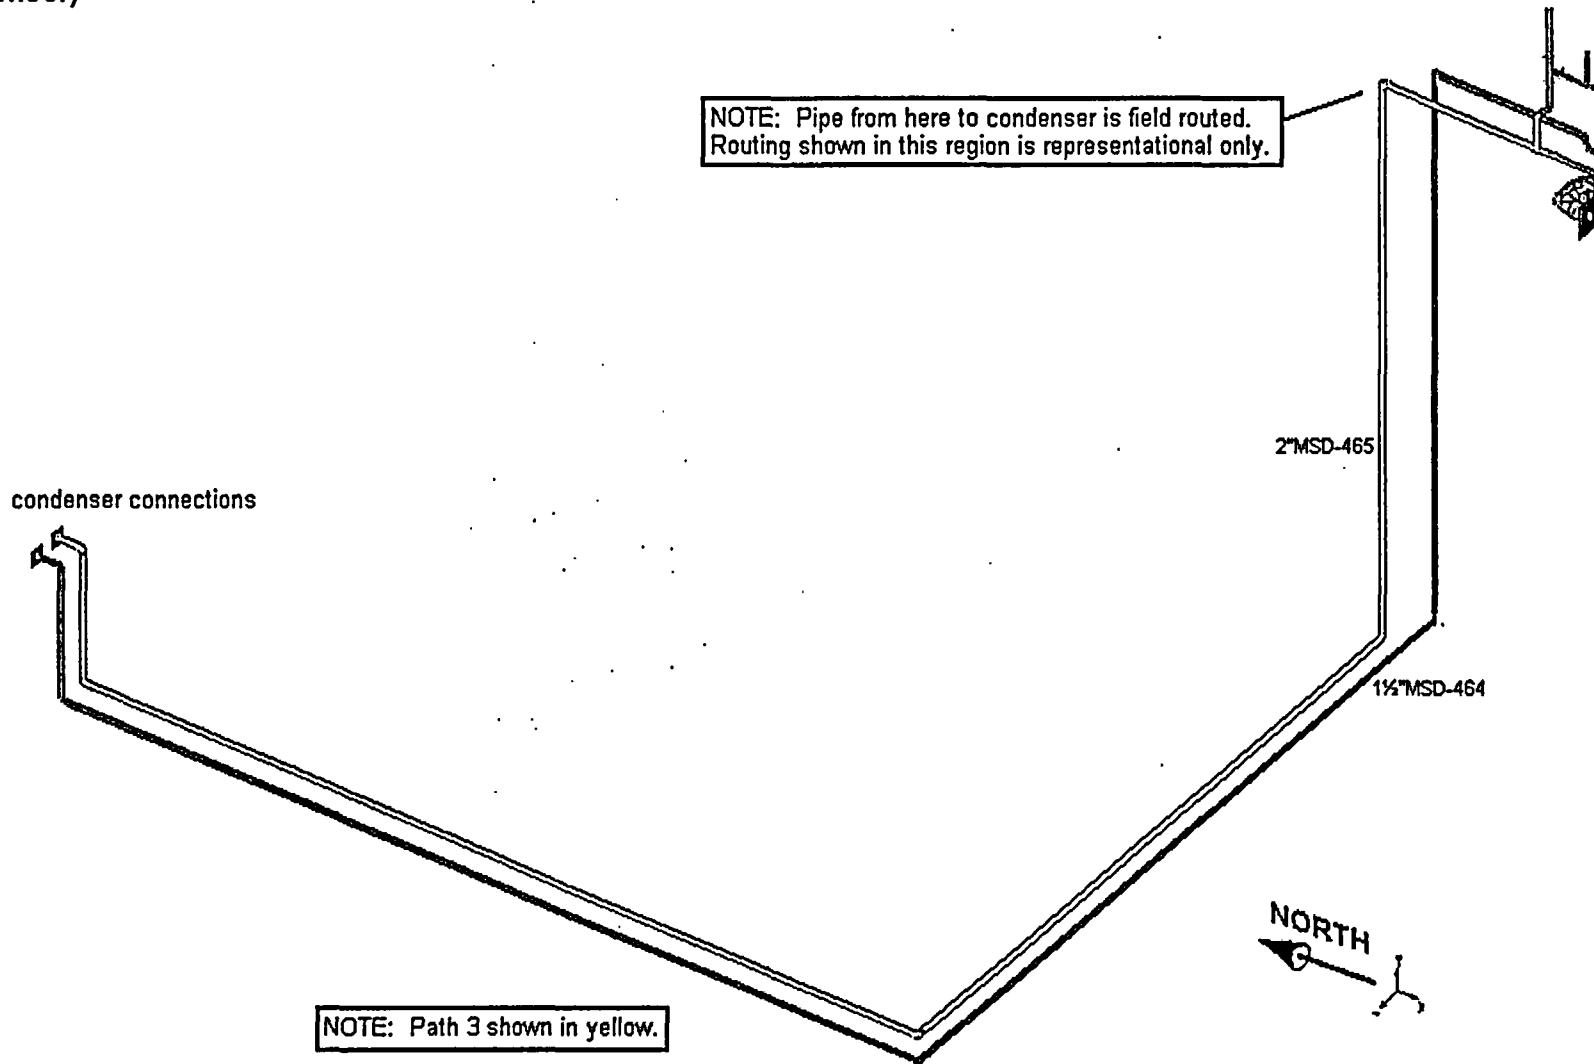 NOTE: Pipe from here to condenser is field routed.
Routing shown in this region is representational only.
2"MSD-465
condenser connections
1½"MSD-464
NORTH
NOTE: Path 3 shown in yellow.